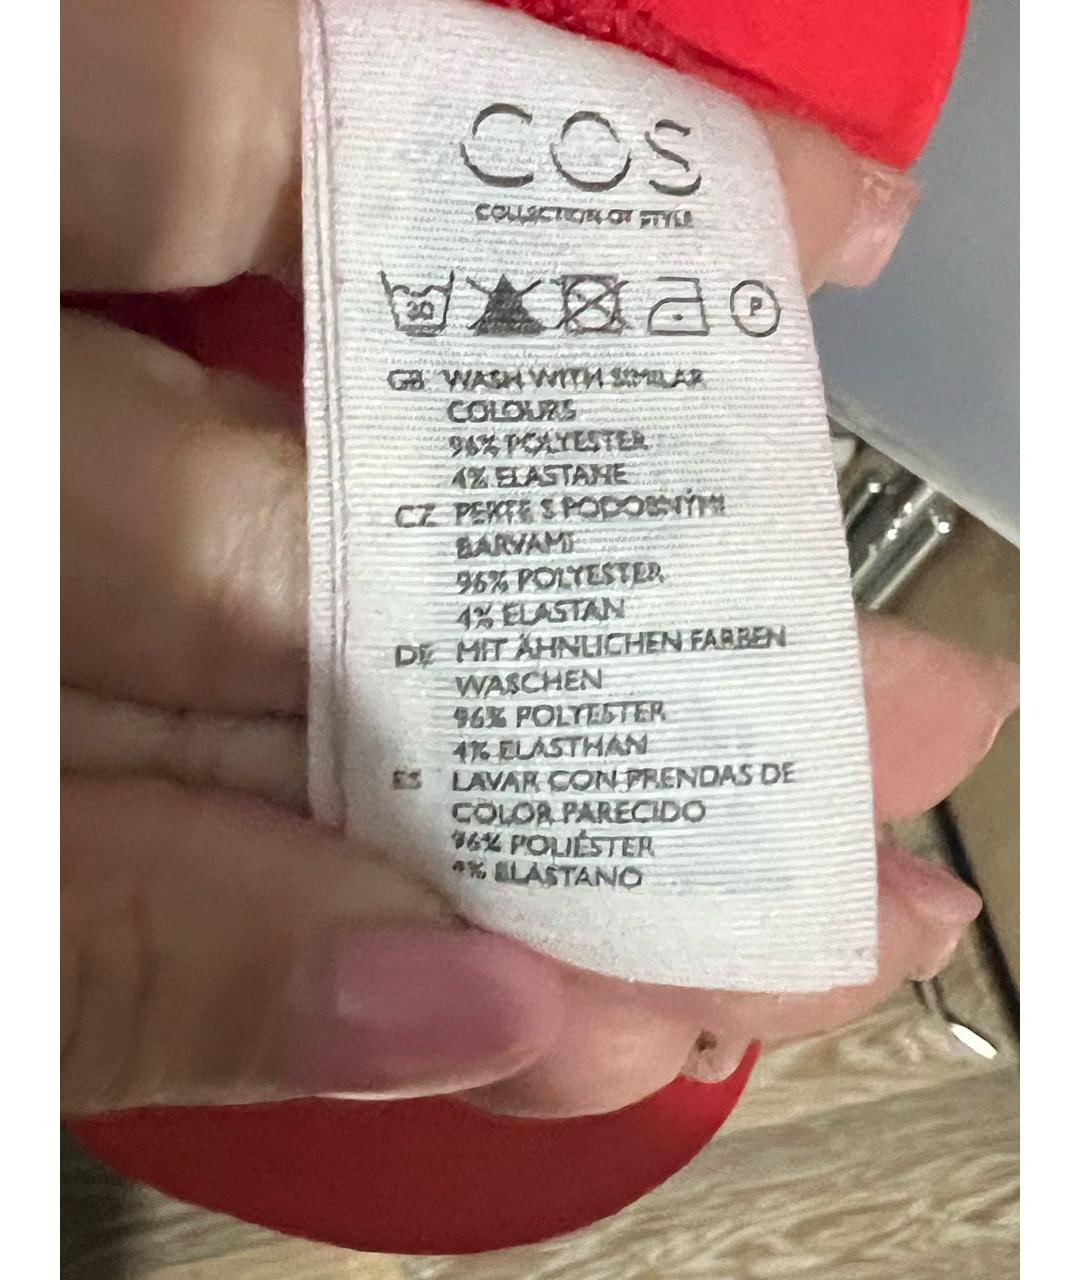 COS
COLLECTION OF STYLE
30
P
GB WASH WITH SIMILAR
COLOURS
96% POLYESTER
4% ELASTANE
CZ PERTE S PODOBNÝMI
BARVAMI
96% POLYESTER
4% ELASTAN
DE MIT ÄHNLICHEN FARBEN
WASCHEN
96% POLYESTER
4% ELASTHAN
ES LAVAR CON PRENDAS DE
COLOR PARECIDO
96% POLIÉSTER
4% ELASTANO